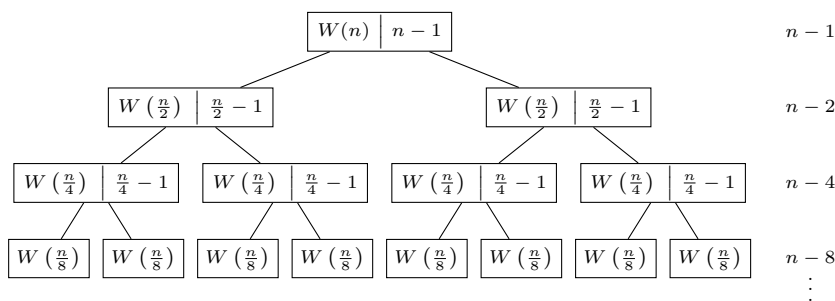 W(n) | n − 1 n − 1
W (n/2) | n/2 − 1 W (n/2) | n/2 − 1 n − 2
W (n/4) | n/4 − 1 W (n/4) | n/4 − 1 W (n/4) | n/4 − 1 W (n/4) | n/4 − 1 n − 4
W (n/8) W (n/8) W (n/8) W (n/8) W (n/8) W (n/8) W (n/8) W (n/8) n − 8
⋮